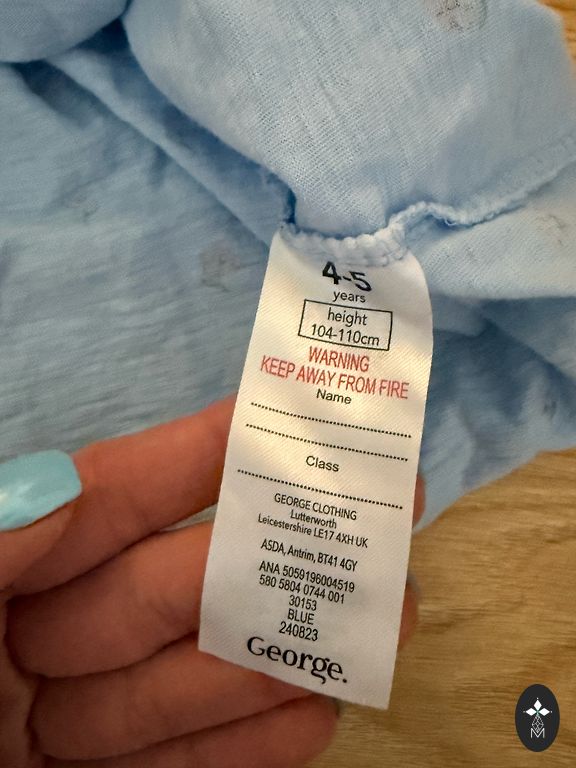 4-5
years
height
104-110cm
WARNING
KEEP AWAY FROM FIRE
Name
Class
GEORGE CLOTHING
Lutterworth
Leicestershire LE17 4XH UK
ASDA, Antrim, BT41 4GY
ANA 5059196004519
580 5804 0744 001
30153
BLUE
240823
George.
M